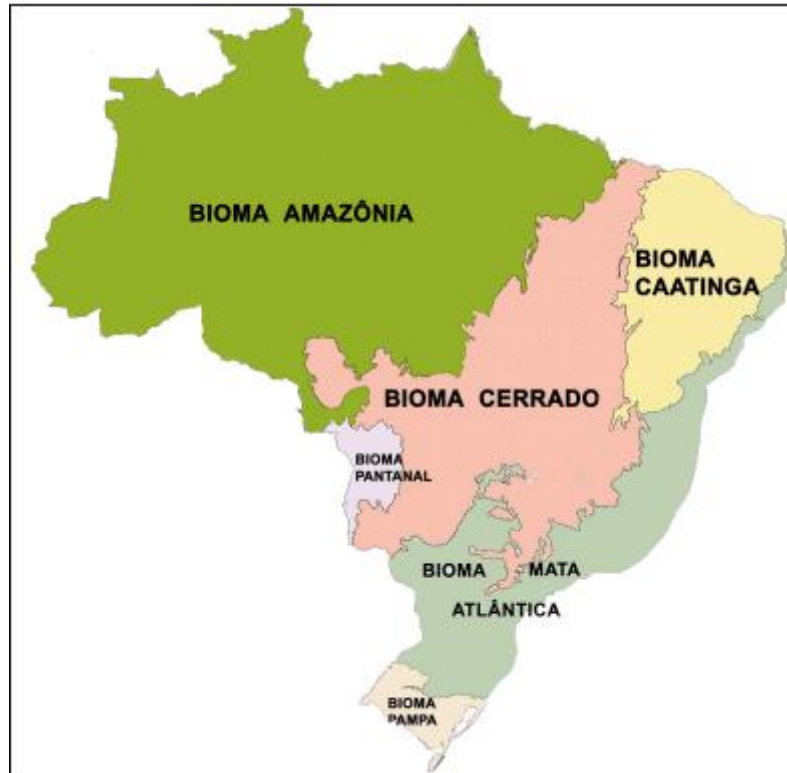 BIOMA AMAZÔNIA
BIOMA
CAATINGA
BIOMA CERRADO
BIOMA
PANTANAL
BIOMA MATA
ATLÂNTICA
BIOMA
PAMPA